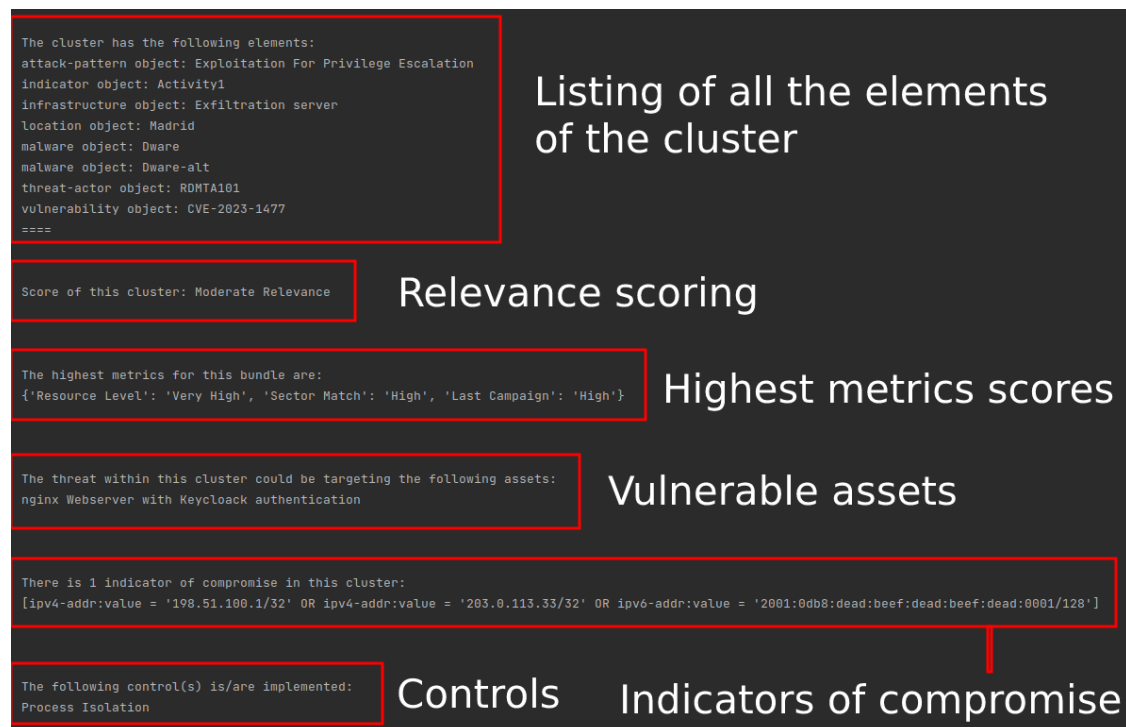 The cluster has the following elements:
attack-pattern object: Exploitation For Privilege Escalation
indicator object: Activity1
infrastructure object: Exfiltration server
location object: Madrid
malware object: Dware
malware object: Dware-alt
threat-actor object: RDMTA101
vulnerability object: CVE-2023-1477
====
Listing of all the elements
of the cluster
Score of this cluster: Moderate Relevance
Relevance scoring
The highest metrics for this bundle are:
{'Resource Level': 'Very High', 'Sector Match': 'High', 'Last Campaign': 'High'}
Highest metrics scores
The threat within this cluster could be targeting the following assets:
nginx Webserver with Keycloack authentication
Vulnerable assets
There is 1 indicator of compromise in this cluster:
[ipv4-addr:value = '198.51.100.1/32' OR ipv4-addr:value = '203.0.113.33/32' OR ipv6-addr:value = '2001:0db8:dead:beef:dead:beef:dead:0001/128']
The following control(s) is/are implemented:
Process Isolation
Controls
Indicators of compromise